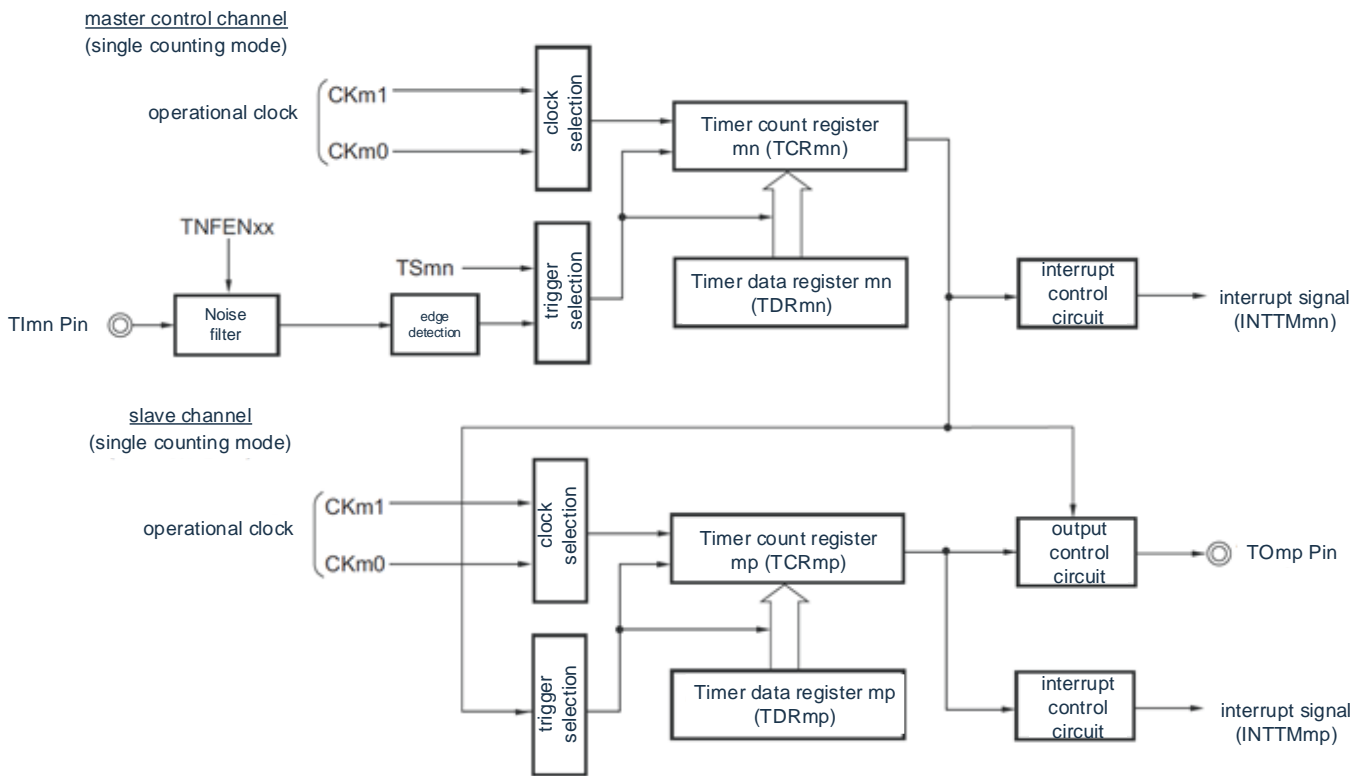 master control channel
(single counting mode)
operational clock
CKm1
CKm0
clock
selection
Timer count register
mn (TCRmn)
TNFENxx
TSmn
trigger
selection
Timer data register mn
(TDRmn)
interrupt
control
circuit
interrupt signal
(INTTMmn)
TImn Pin
Noise
filter
edge
detection
slave channel
(single counting mode)
operational clock
CKm1
CKm0
clock
selection
Timer count register
mp (TCRmp)
output
control
circuit
TOmp Pin
trigger
selection
Timer data register mp
(TDRmp)
interrupt
control
circuit
interrupt signal
(INTTMmp)